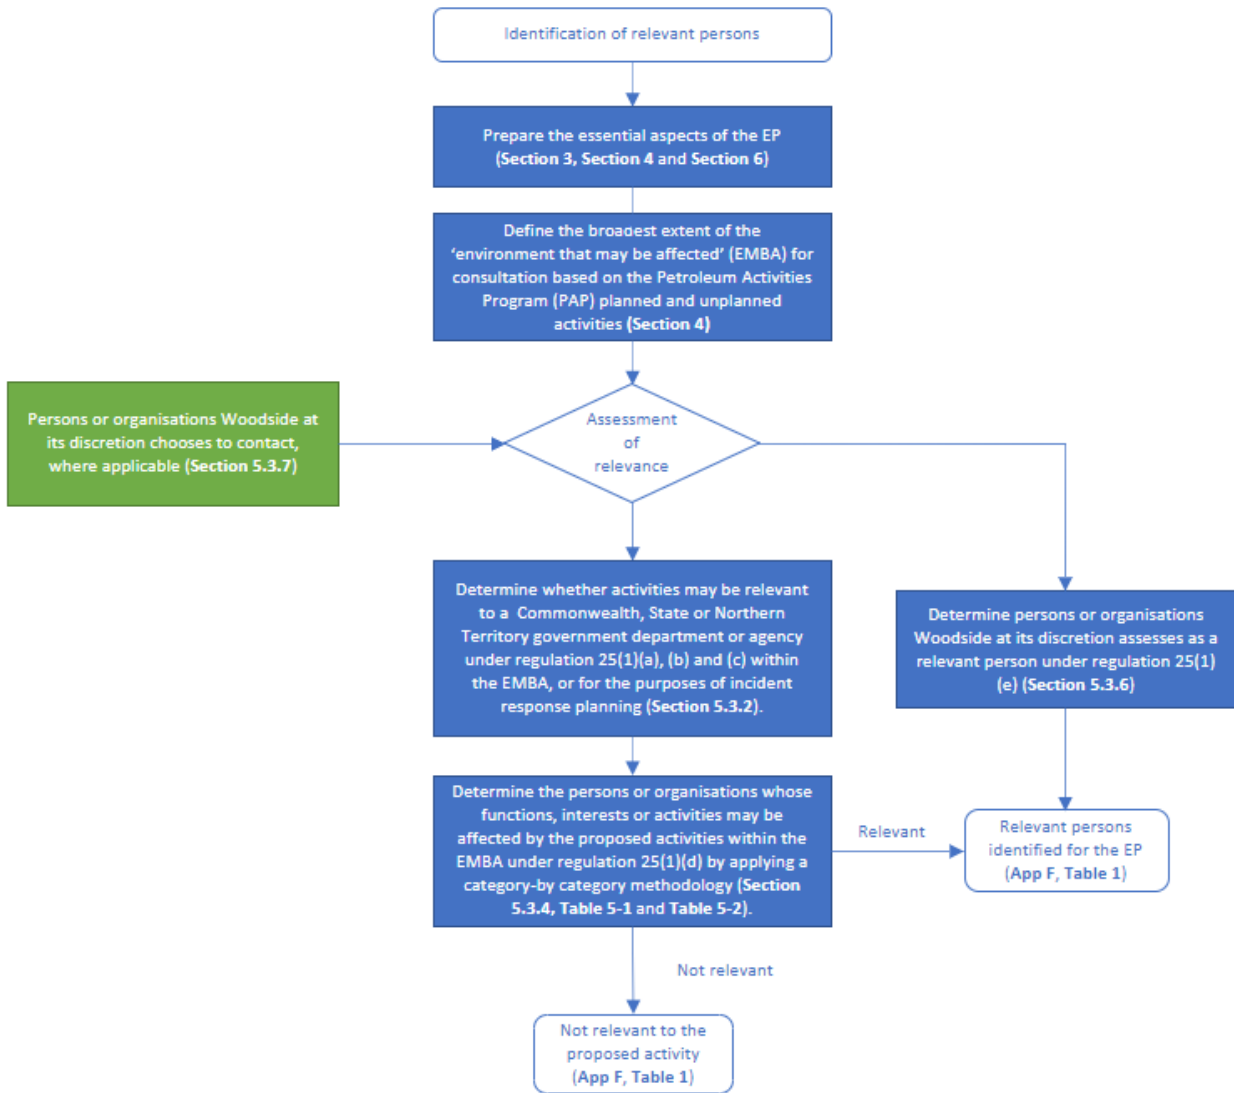 Identification of relevant persons
Prepare the essential aspects of the EP
(Section 3, Section 4 and Section 6)
Define the broadest extent of the
‘environment that may be affected’ (EMBA) for
consultation based on the Petroleum Activities
Program (PAP) planned and unplanned
activities (Section 4)
Persons or organisations Woodside at
its discretion chooses to contact,
where applicable (Section 5.3.7)
Assessment
of
relevance
Determine whether activities may be relevant
to a Commonwealth, State or Northern
Territory government department or agency
under regulation 25(1)(a), (b) and (c) within
the EMBA, or for the purposes of incident
response planning (Section 5.3.2).
Determine persons or organisations
Woodside at its discretion assesses as a
relevant person under regulation 25(1)
(e) (Section 5.3.6)
Determine the persons or organisations whose
functions, interests or activities may be
affected by the proposed activities within the
EMBA under regulation 25(1)(d) by applying a
category-by category methodology (Section
5.3.4, Table 5-1 and Table 5-2).
Relevant
Relevant persons
identified for the EP
(App F, Table 1)
Not relevant
Not relevant to the
proposed activity
(App F, Table 1)